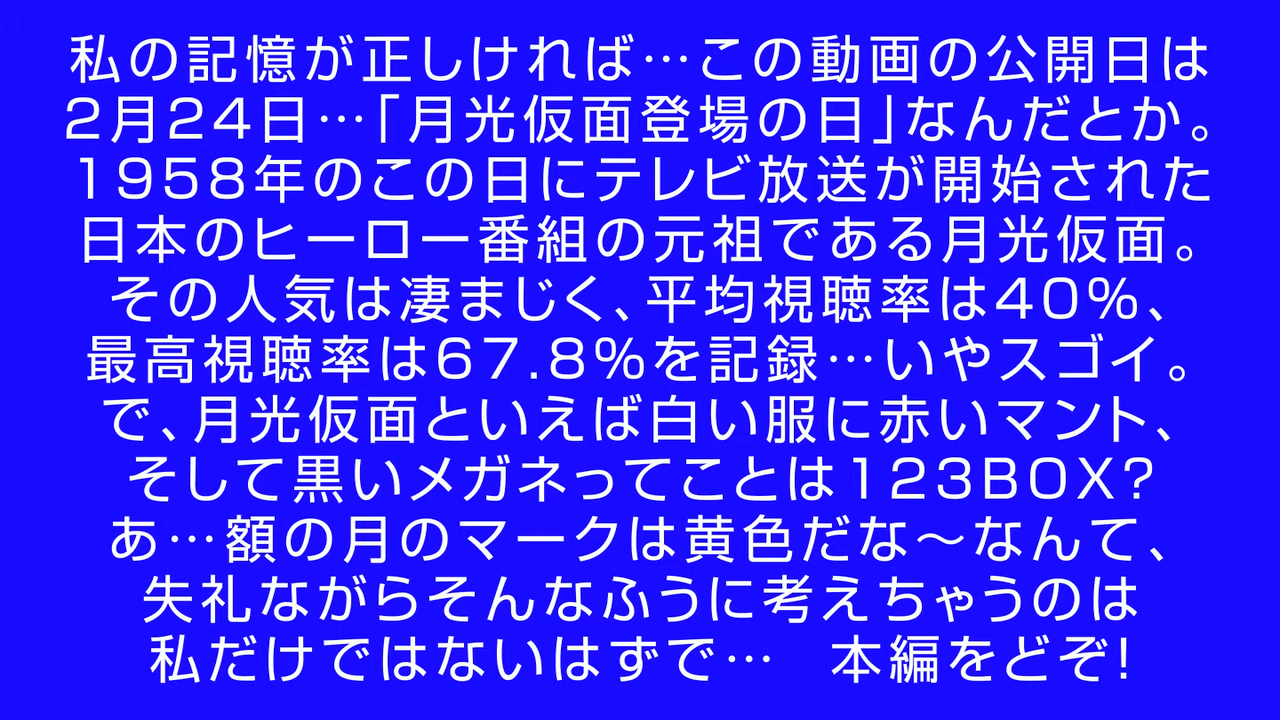 私の記憶が正しければ…この動画の公開日は
2月24日…「月光仮面登場の日」なんだとか。
1958年のこの日にテレビ放送が開始された
日本のヒーロー番組の元祖である月光仮面。
その人気は凄まじく、平均視聴率は40%、
最高視聴率は67.8%を記録…いやスゴイ。
で、月光仮面といえば白い服に赤いマント、
そして黒いメガネってことは123BOX?
あ…額の月のマークは黄色だな～なんて、
失礼ながらそんなふうに考えちゃうのは
私だけではないはずで…　本編をどぞ!